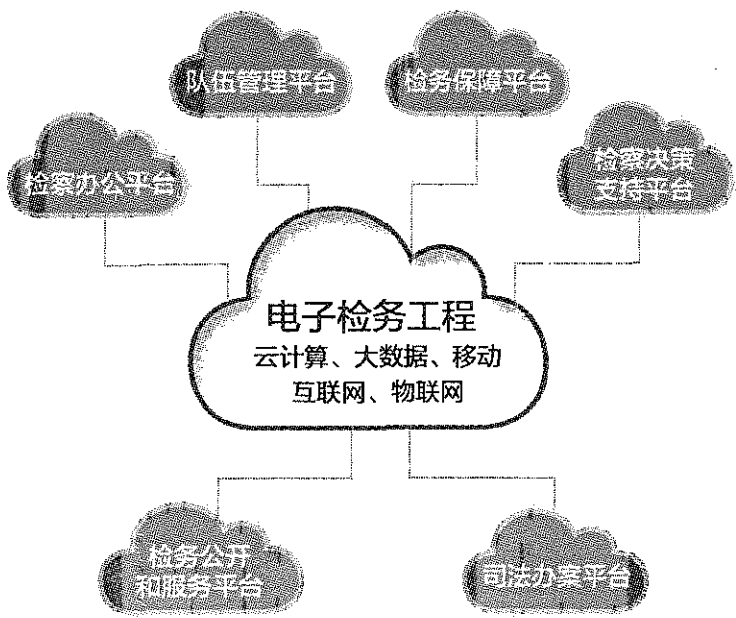 队伍管理平台
检务保障平台
检察办公平台
检察决策
支持平台
电子检务工程
云计算、大数据、移动
互联网、物联网
检务公开
和服务平台
司法办案平台